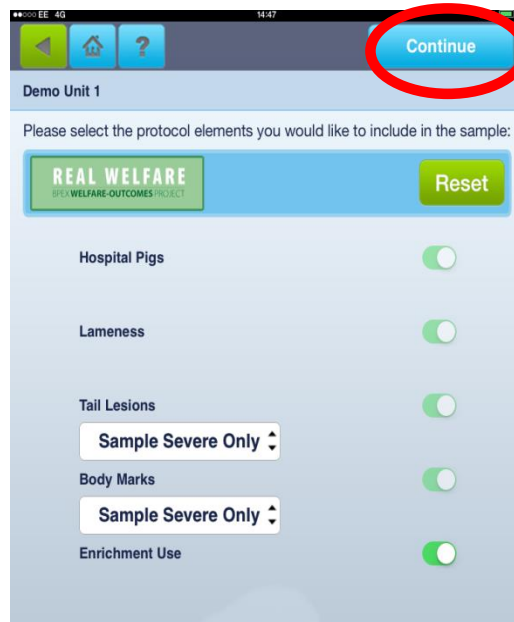 EE 4G 14:47
? Continue
Demo Unit 1
Please select the protocol elements you would like to include in the sample:
REAL WELFARE Reset
BPEX WELFARE-OUTCOMES PROJECT
Hospital Pigs
Lameness
Tail Lesions
Sample Severe Only
Body Marks
Sample Severe Only
Enrichment Use